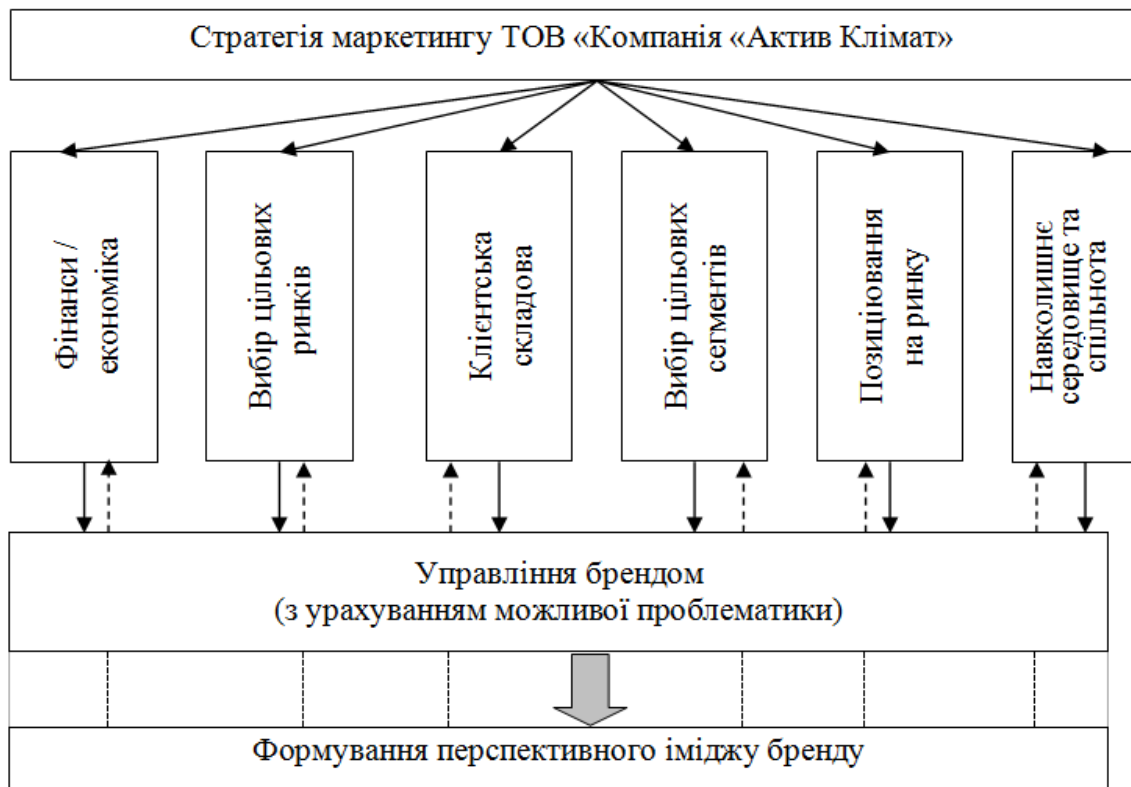 Стратегія маркетингу ТОВ «Компанія «Актив Клімат»
Фінанси /
економіка
Вибір цільових
ринків
Клієнтська
складова
Вибір цільових
сегментів
Позиціювання
на ринку
Навколишнє
середовище та
спільнота
Управління брендом
(з урахуванням можливої проблематики)
Формування перспективного іміджу бренду